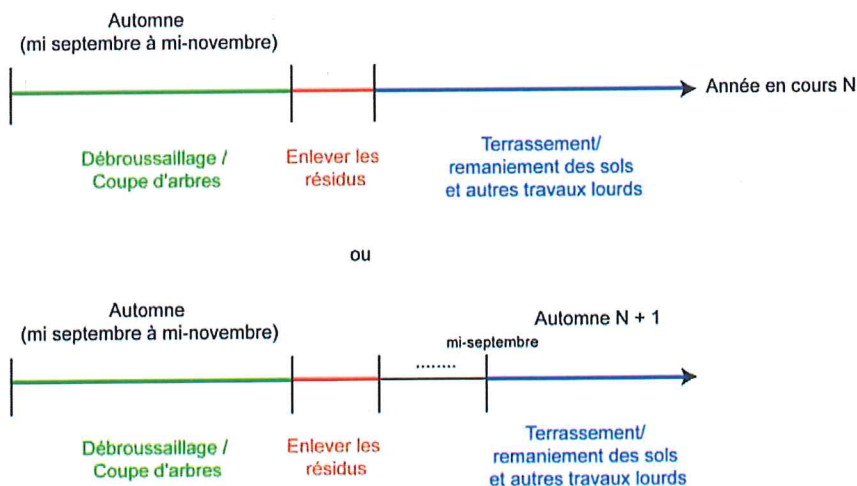 Automne
(mi septembre à mi-novembre)
Année en cours N
Débroussaillage /
Coupe d'arbres
Enlever les
résidus
Terrassement/
remaniement des sols
et autres travaux lourds
ou
Automne
(mi septembre à mi-novembre)
Automne N + 1
mi-septembre
........
Débroussaillage /
Coupe d'arbres
Enlever les
résidus
Terrassement/
remaniement des sols
et autres travaux lourds